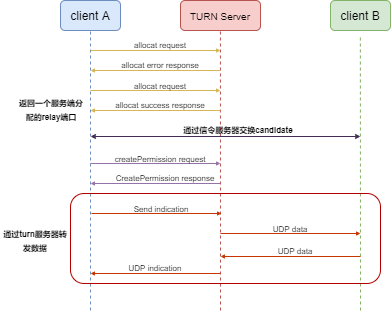 client A
TURN Server
client B
allocat request
allocat error response
allocat request
返回一个服务端分
配的relay端口
allocat success response
通过信令服务器交换candidate
createPermission request
CreatePermission response
Send indication
通过turn服务器转
发数据
UDP data
UDP data
UDP indication